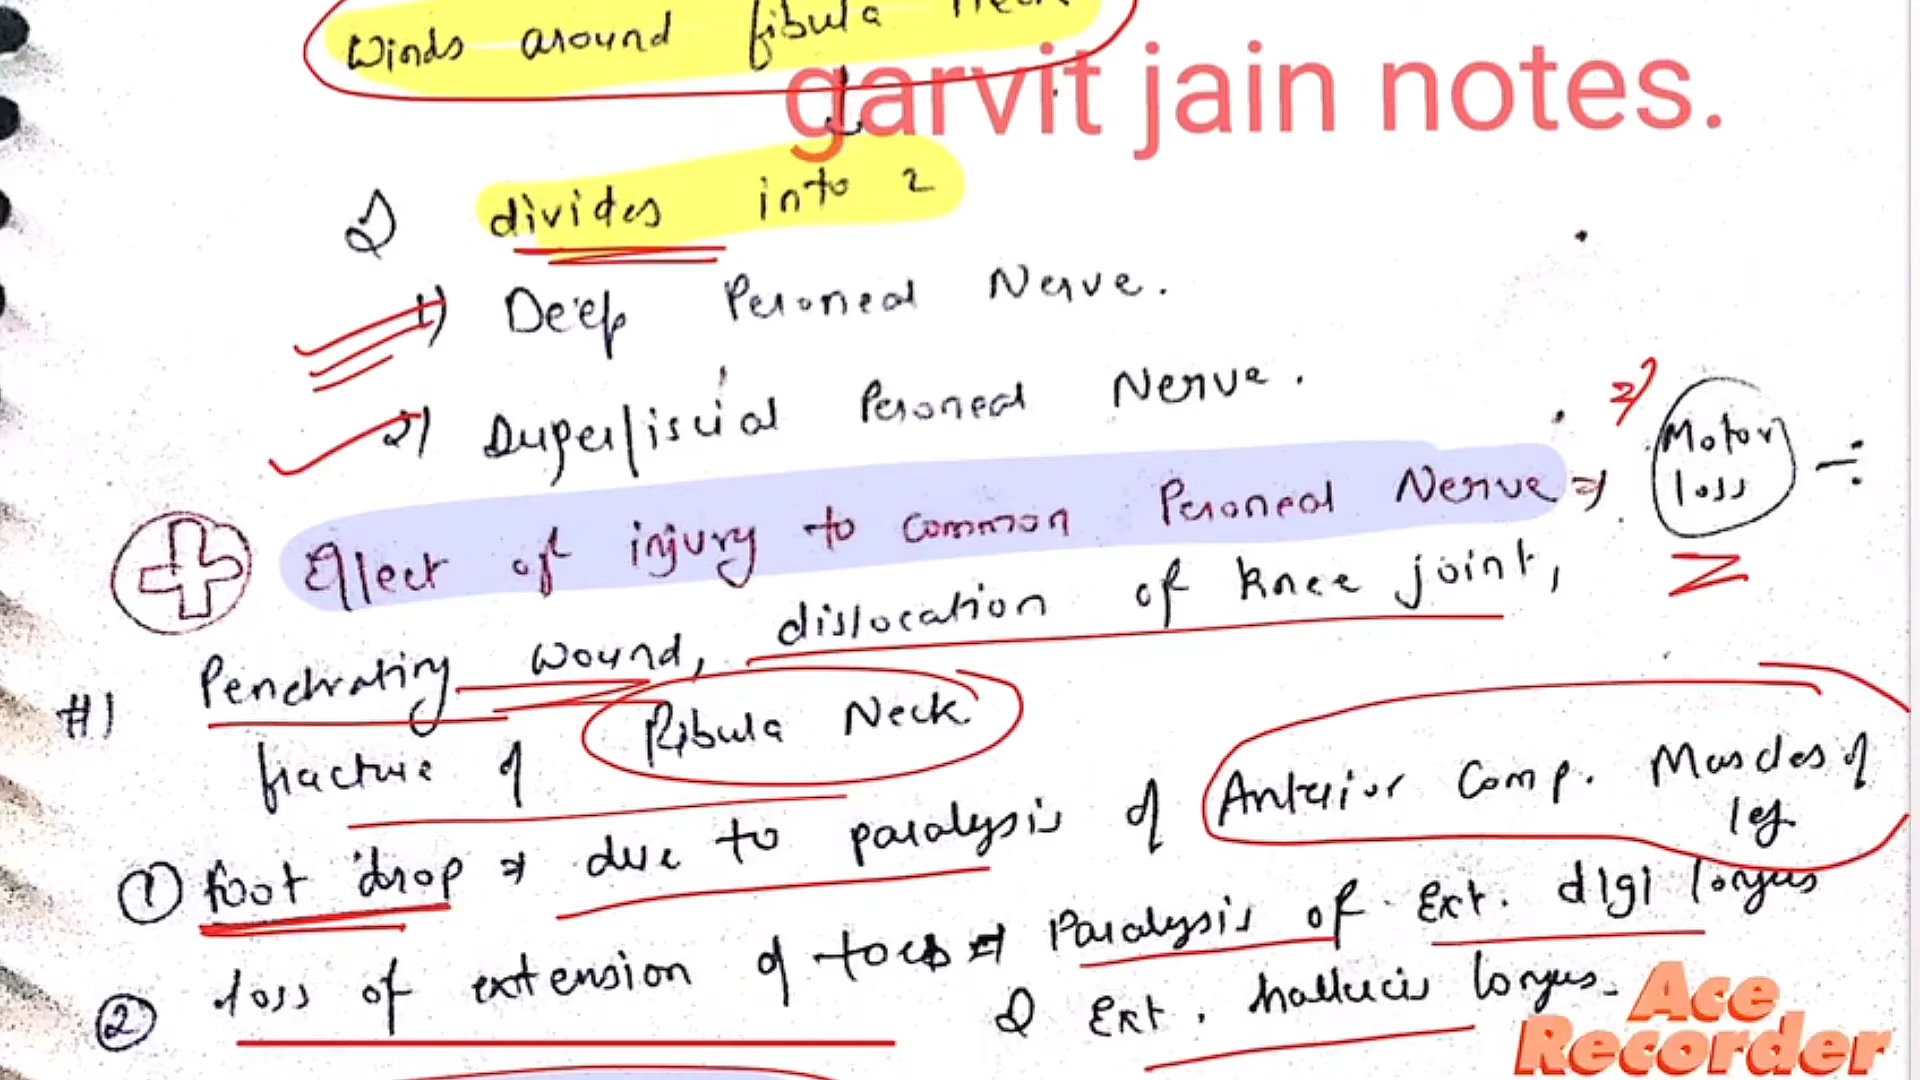 Winds around fibula neck
garvit jain notes.
& divides into 2
1) Deep Peroneal Nerve.
2) Superfiscial Peroneal Nerve.
Effect of injury to common Peroneal Nerve ⇒
2) Motor loss ÷
#1 Penetrating wound, dislocation of knee joint,
fracture of Fibula Neck.
① foot drop ⇒ due to paralysis of Anterior Comp. Muscles of leg.
② loss of extension of toes ⇒ Paralysis of Ext. digi longus
& Ext. hallucis longus.
Ace
Recorder